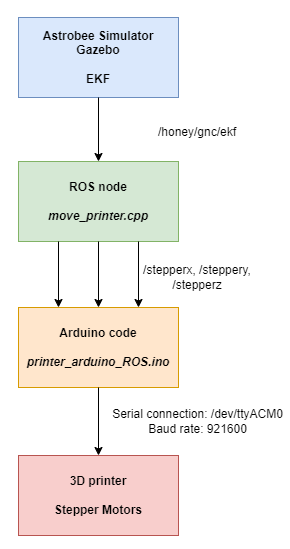 Astrobee Simulator
Gazebo
EKF
/honey/gnc/ekf
ROS node
move_printer.cpp
/stepperx, /steppery,
/stepperz
Arduino code
printer_arduino_ROS.ino
Serial connection: /dev/ttyACM0
Baud rate: 921600
3D printer
Stepper Motors